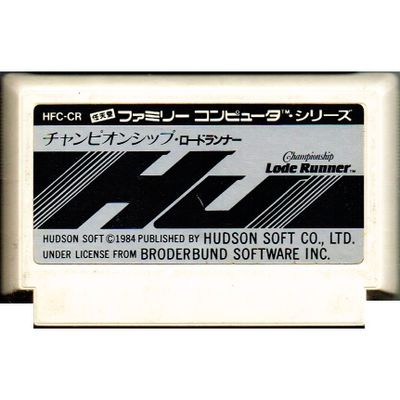 HFC-CR 任天堂 ファミリー コンピュータ™・シリーズ
チャンピオンシップ・ロードランナー
Championship
Lode Runner™
HUDSON SOFT ©1984 PUBLISHED BY HUDSON SOFT CO., LTD.
UNDER LICENSE FROM BRODERBUND SOFTWARE INC.